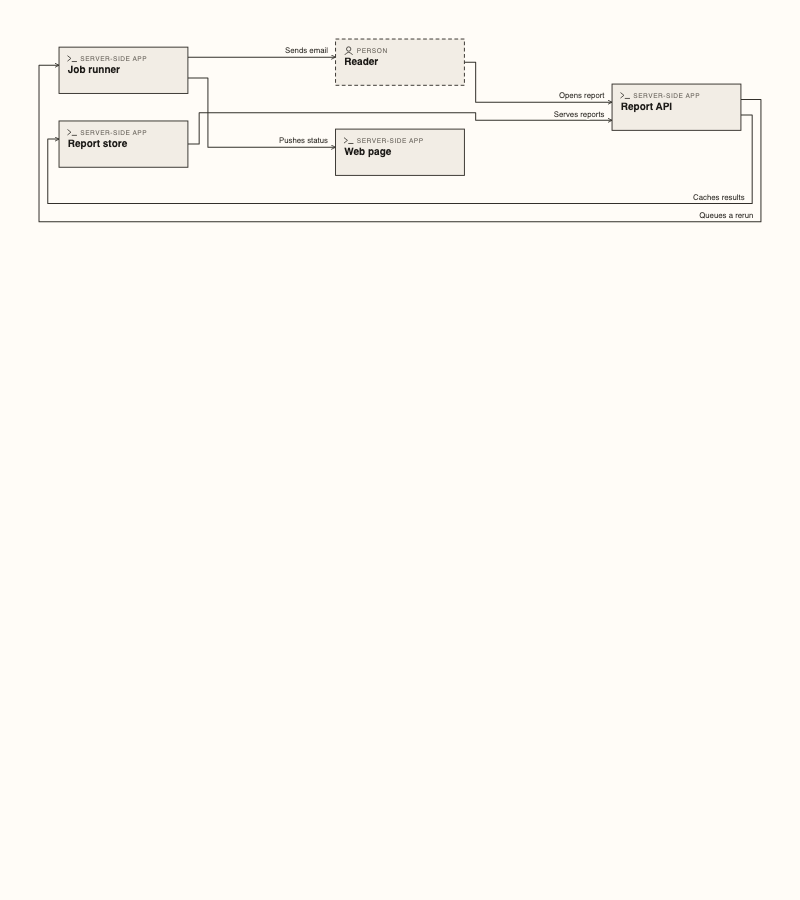 SERVER-SIDE APP
Job runner
Sends email
PERSON
Reader
Opens report
SERVER-SIDE APP
Report API
Serves reports
SERVER-SIDE APP
Report store
Pushes status
SERVER-SIDE APP
Web page
Caches results
Queues a rerun